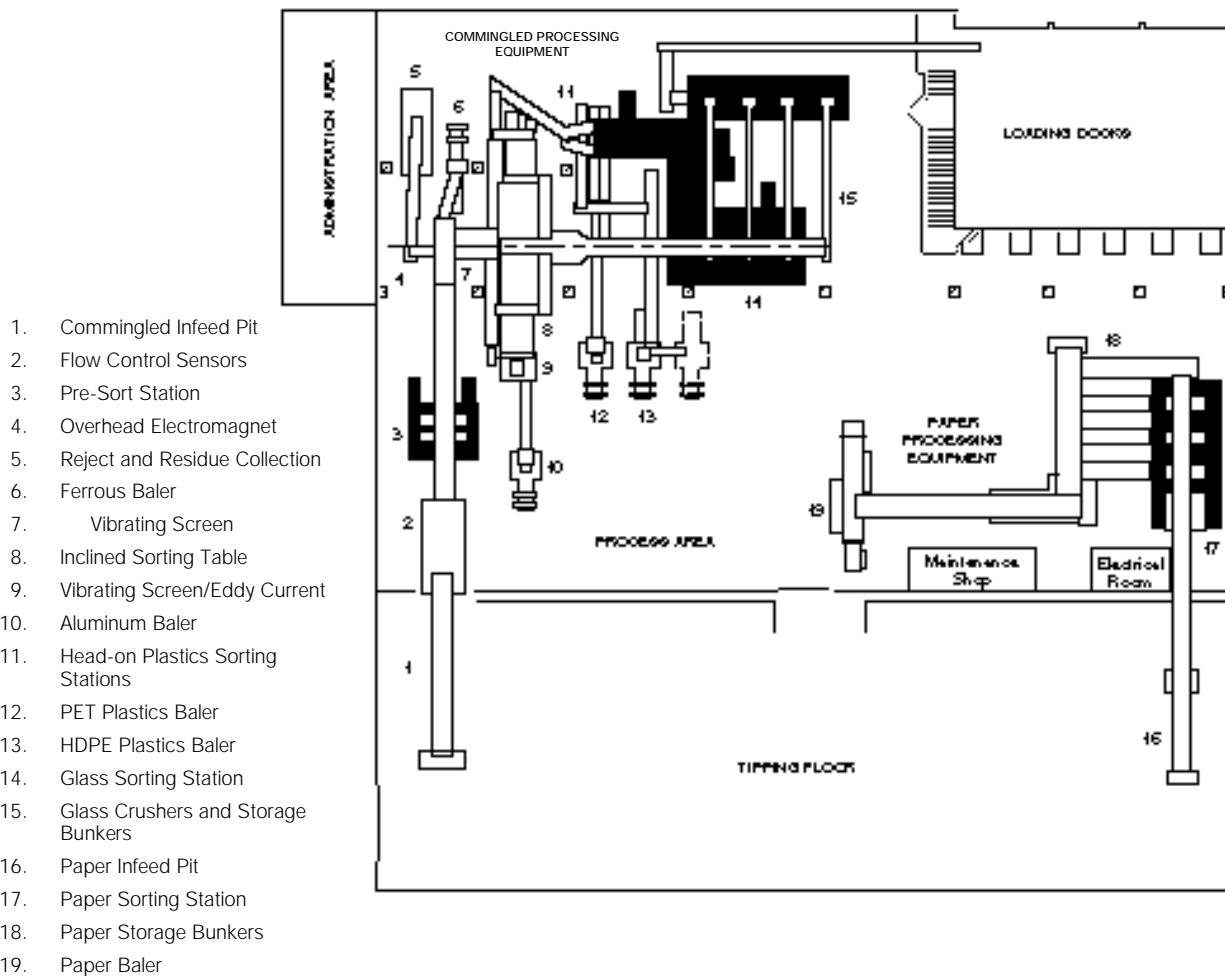 COMMINGLED PROCESSING
EQUIPMENT
ADMINISTRATION AREA
LOADING DOORS
5
6
11
15
4
7
3
14
8
9
12
13
10
3
2
1
18
PAPER
PROCESSING
EQUIPMENT
19
17
PROCESS AREA
Maintenance
Shop
Electrical
Room
16
TIPPING FLOOR
1. Commingled Infeed Pit
2. Flow Control Sensors
3. Pre-Sort Station
4. Overhead Electromagnet
5. Reject and Residue Collection
6. Ferrous Baler
7. Vibrating Screen
8. Inclined Sorting Table
9. Vibrating Screen/Eddy Current
10. Aluminum Baler
11. Head-on Plastics Sorting
Stations
12. PET Plastics Baler
13. HDPE Plastics Baler
14. Glass Sorting Station
15. Glass Crushers and Storage
Bunkers
16. Paper Infeed Pit
17. Paper Sorting Station
18. Paper Storage Bunkers
19. Paper Baler